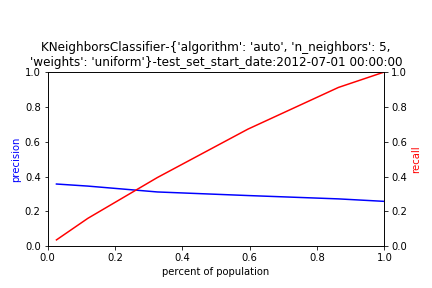 KNeighborsClassifier-{'algorithm': 'auto', 'n_neighbors': 5,
'weights': 'uniform'}-test_set_start_date:2012-07-01 00:00:00
1.0 1.0
0.8 0.8
0.6 0.6
precision recall
0.4 0.4
0.2 0.2
0.0 0.0
0.0 0.2 0.4 0.6 0.8 1.0
percent of population